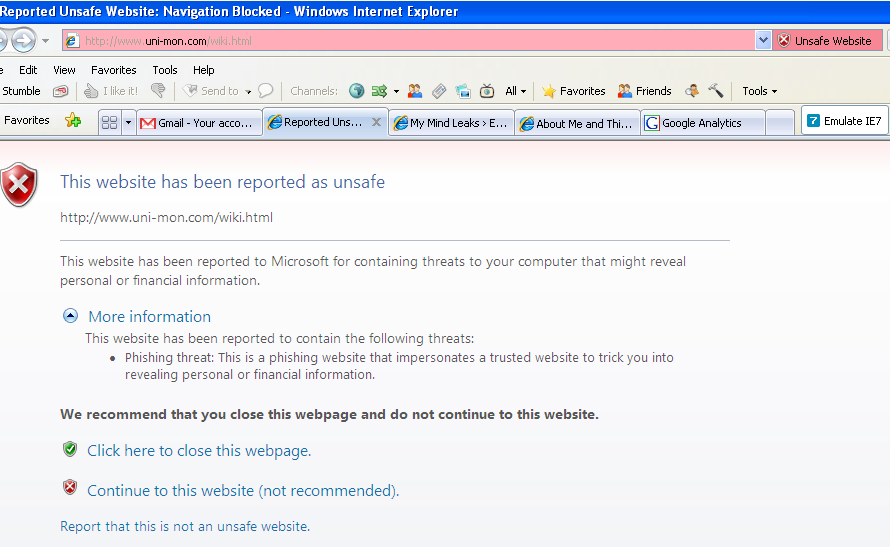 Reported Unsafe Website: Navigation Blocked - Windows Internet Explorer
http://www.uni-mon.com/wiki.html Unsafe Website
e Edit View Favorites Tools Help
Stumble I like it! Send to Channels: All Favorites Friends Tools
Favorites Gmail - Your acco... Reported Uns... X My Mind Leaks › E... About Me and Thi... Google Analytics 7 Emulate IE7
This website has been reported as unsafe
http://www.uni-mon.com/wiki.html
This website has been reported to Microsoft for containing threats to your computer that might reveal
personal or financial information.
More information
This website has been reported to contain the following threats:
• Phishing threat: This is a phishing website that impersonates a trusted website to trick you into
revealing personal or financial information.
We recommend that you close this webpage and do not continue to this website.
Click here to close this webpage.
Continue to this website (not recommended).
Report that this is not an unsafe website.